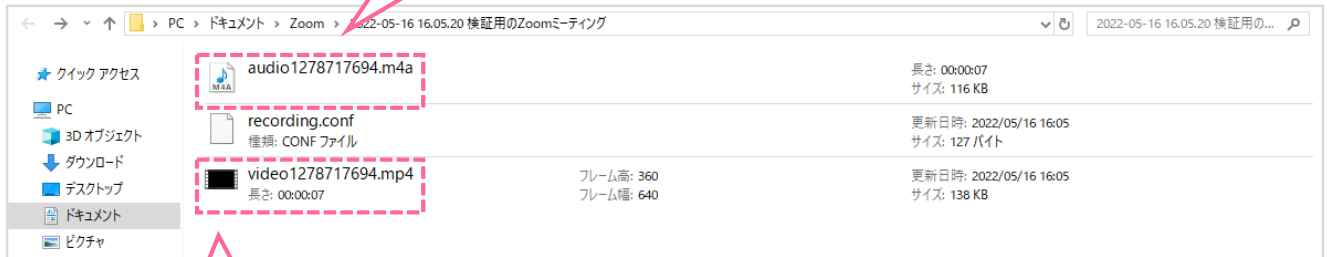 PC › ドキュメント › Zoom › 2022-05-16 16.05.20 検証用のZoomミーティング
2022-05-16 16.05.20 検証用の...
クイック アクセス
PC
3D オブジェクト
ダウンロード
デスクトップ
ドキュメント
ピクチャ
M4A
audio1278717694.m4a
長さ: 00:00:07
サイズ: 116 KB
recording.conf
種類: CONF ファイル
更新日時: 2022/05/16 16:05
サイズ: 127 バイト
video1278717694.mp4
長さ: 00:00:07
フレーム高: 360
フレーム幅: 640
更新日時: 2022/05/16 16:05
サイズ: 138 KB